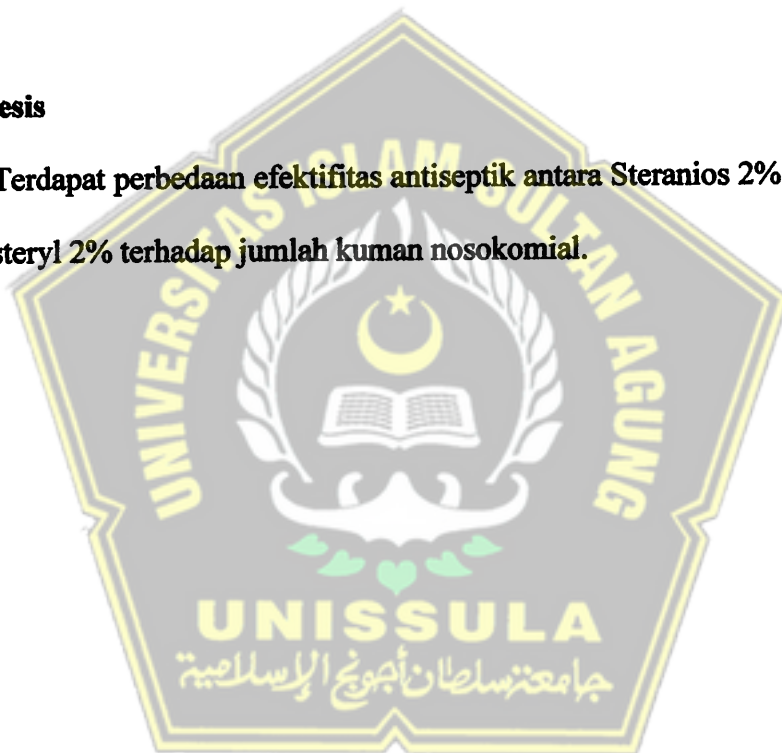 esis
Terdapat perbedaan efektifitas antiseptik antara Steranios 2%
steryl 2% terhadap jumlah kuman nosokomial.
UNIVERSITAS ISLAM SULTAN AGUNG
UNISSULA
جامعة سلطان أجونج الإسلامية